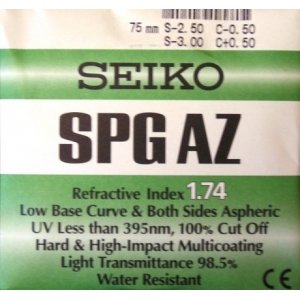 75 mm S-2.50 C-0.50
S-3.00 C+0.50
SEIKO
SPG AZ
Refractive Index 1.74
Low Base Curve & Both Sides Aspheric
UV Less than 395nm, 100% Cut Off
Hard & High-Impact Multicoating
Light Transmittance 98.5%
Water Resistant CE